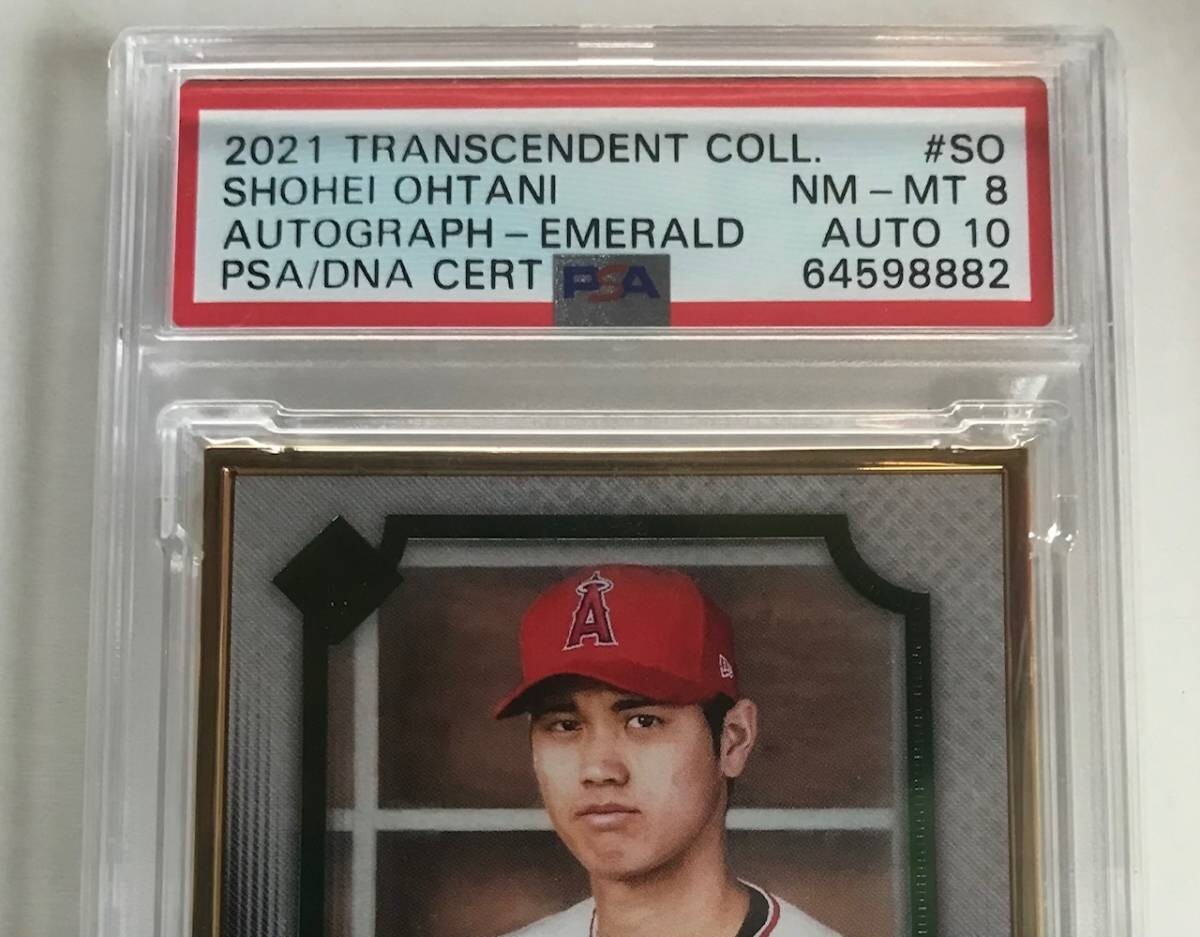 2021 TRANSCENDENT COLL. #SO
SHOHEI OHTANI NM-MT 8
AUTOGRAPH-EMERALD AUTO 10
PSA/DNA CERT PSA 64598882
A